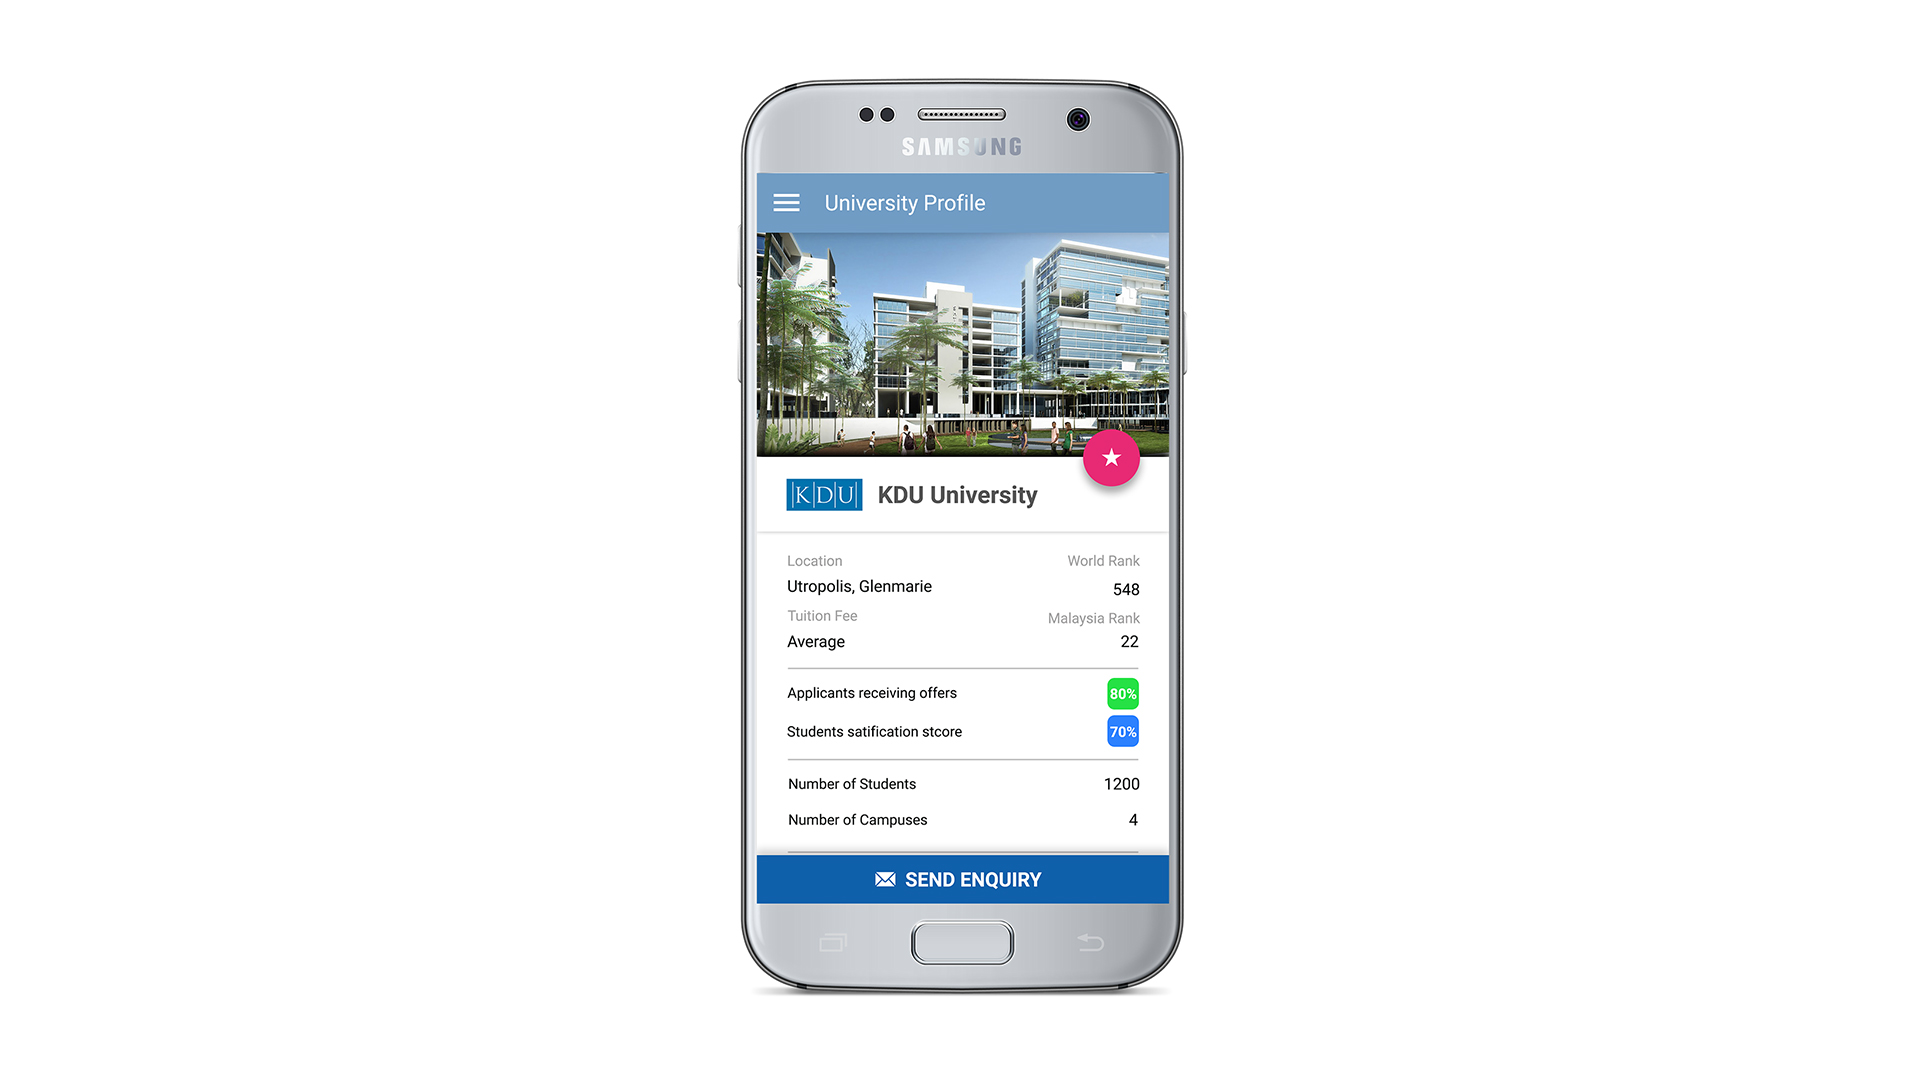 SAMSUNG
University Profile
KDU
KDU University
Location
World Rank
Utropolis, Glenmarie
548
Tuition Fee
Malaysia Rank
Average
22
Applicants receiving offers
80%
Students satification stcore
70%
Number of Students
1200
Number of Campuses
4
SEND ENQUIRY